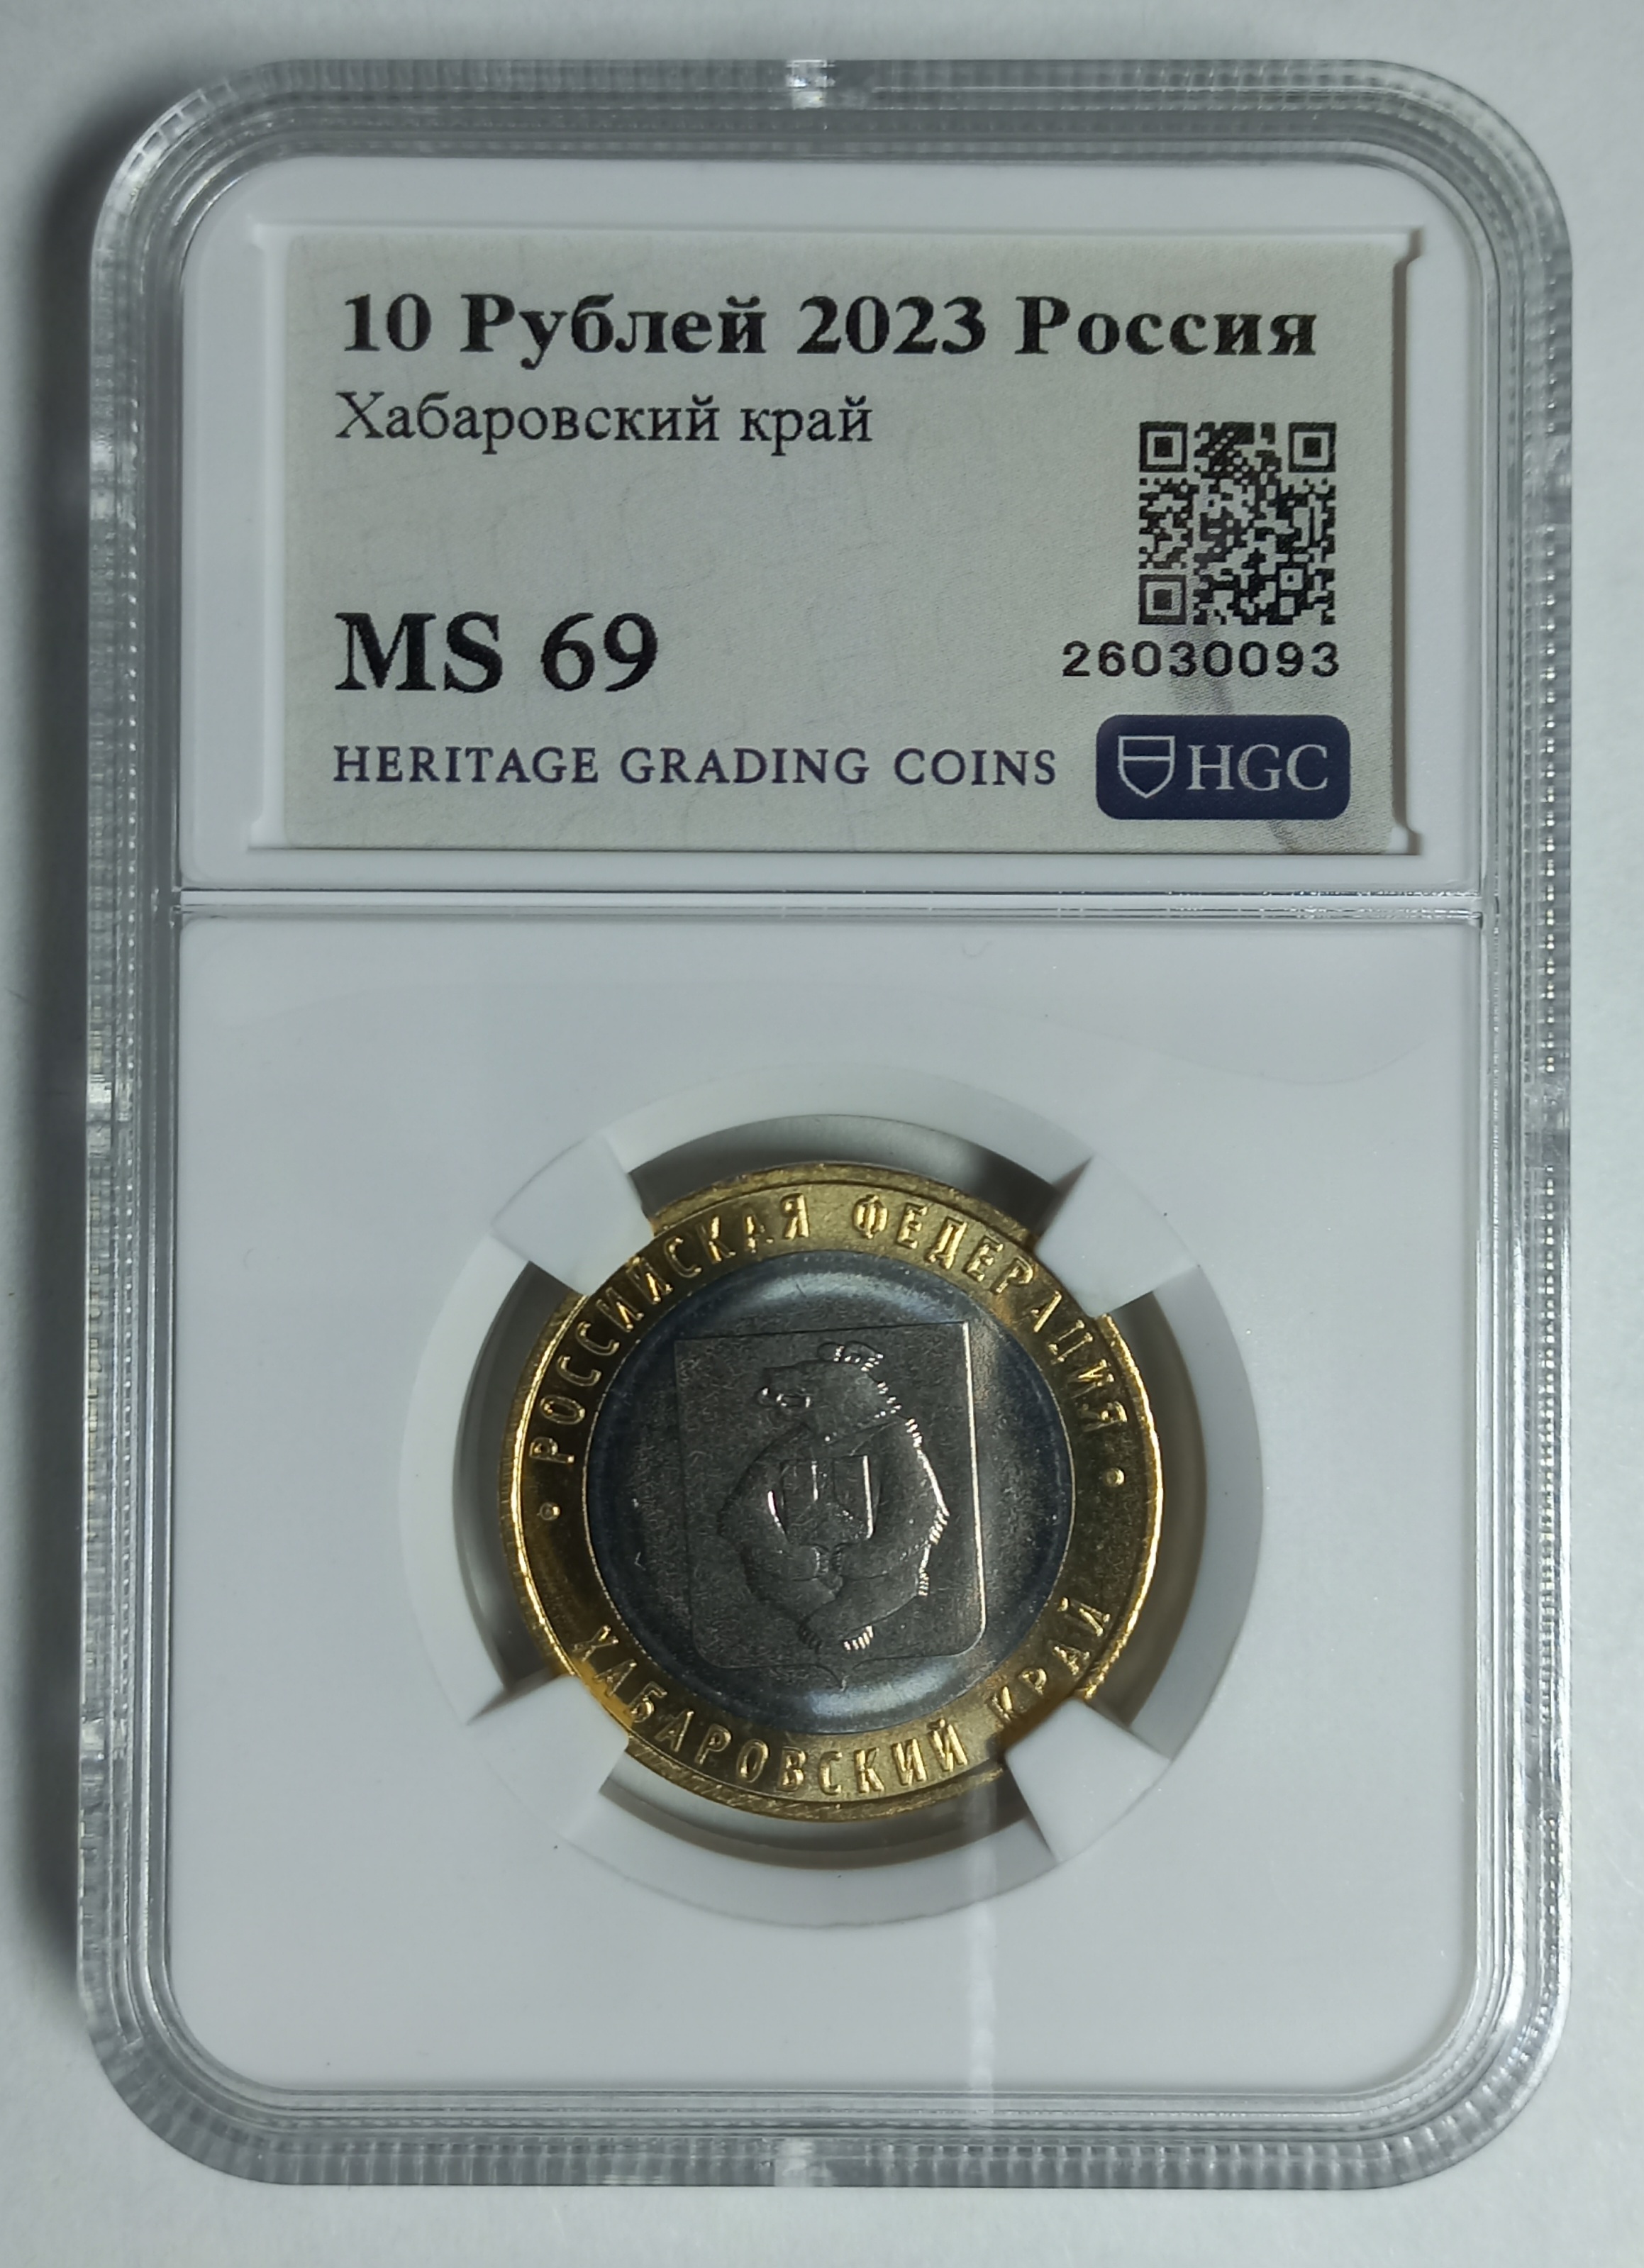 10 Рублей 2023 Россия
Хабаровский край
MS 69
26030093
HERITAGE GRADING COINS
HGC
• РОССИЙСКАЯ ФЕДЕРАЦИЯ •
ХАБАРОВСКИЙ КРАЙ